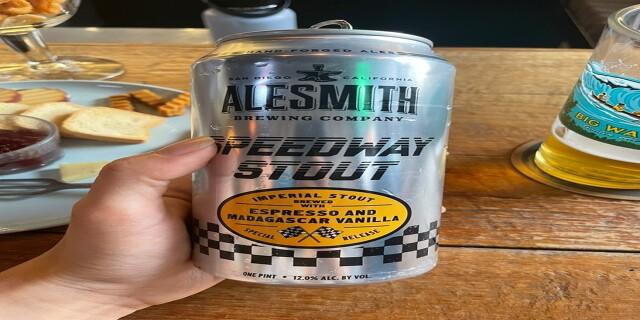 HAND-FORGED ALES
SAN DIEGO CALIFORNIA
ALESMITH
BREWING COMPANY
SPEEDWAY
STOUT
IMPERIAL STOUT
BREWED
WITH
ESPRESSO AND
MADAGASCAR VANILLA
SPECIAL RELEASE
ONE PINT • 12.0% ALC. BY VOL.
BIG WA